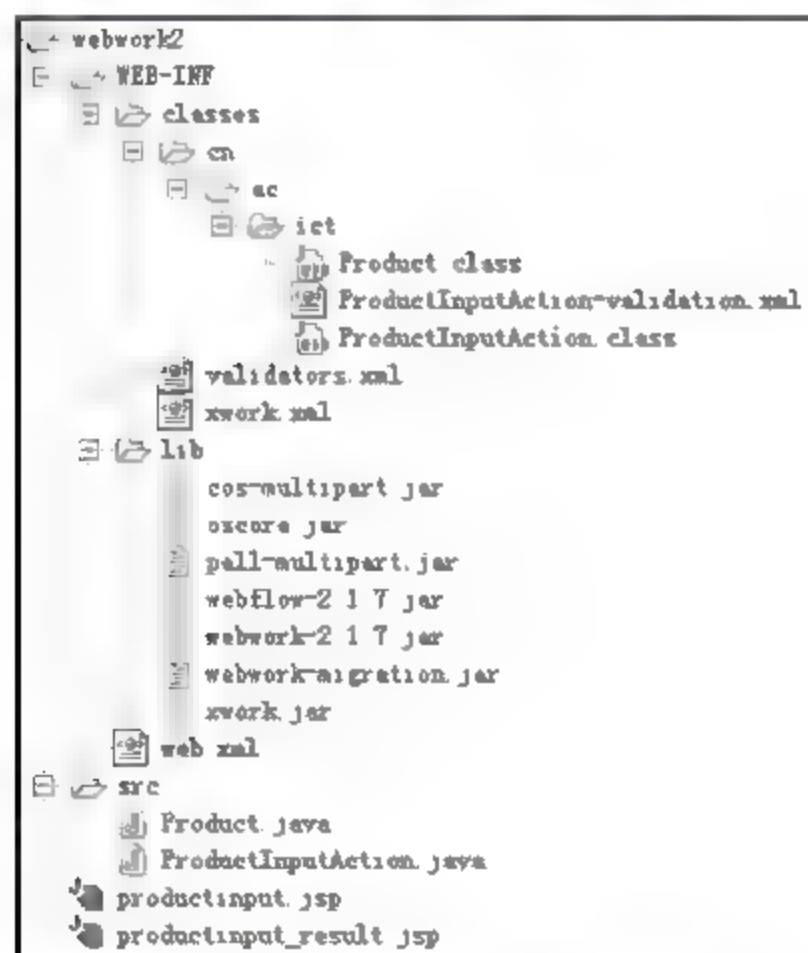 webwork2
WEB-INF
classes
cn
ac
ict
Product.class
ProductInputAction-validation.xml
ProductInputAction.class
validators.xml
xwork.xml
lib
cos-multipart.jar
oscore.jar
pell-multipart.jar
webflow-2.1.7.jar
webwork-2.1.7.jar
webwork-migration.jar
xwork.jar
web.xml
src
Product.java
ProductInputAction.java
productinput.jsp
productinput_result.jsp